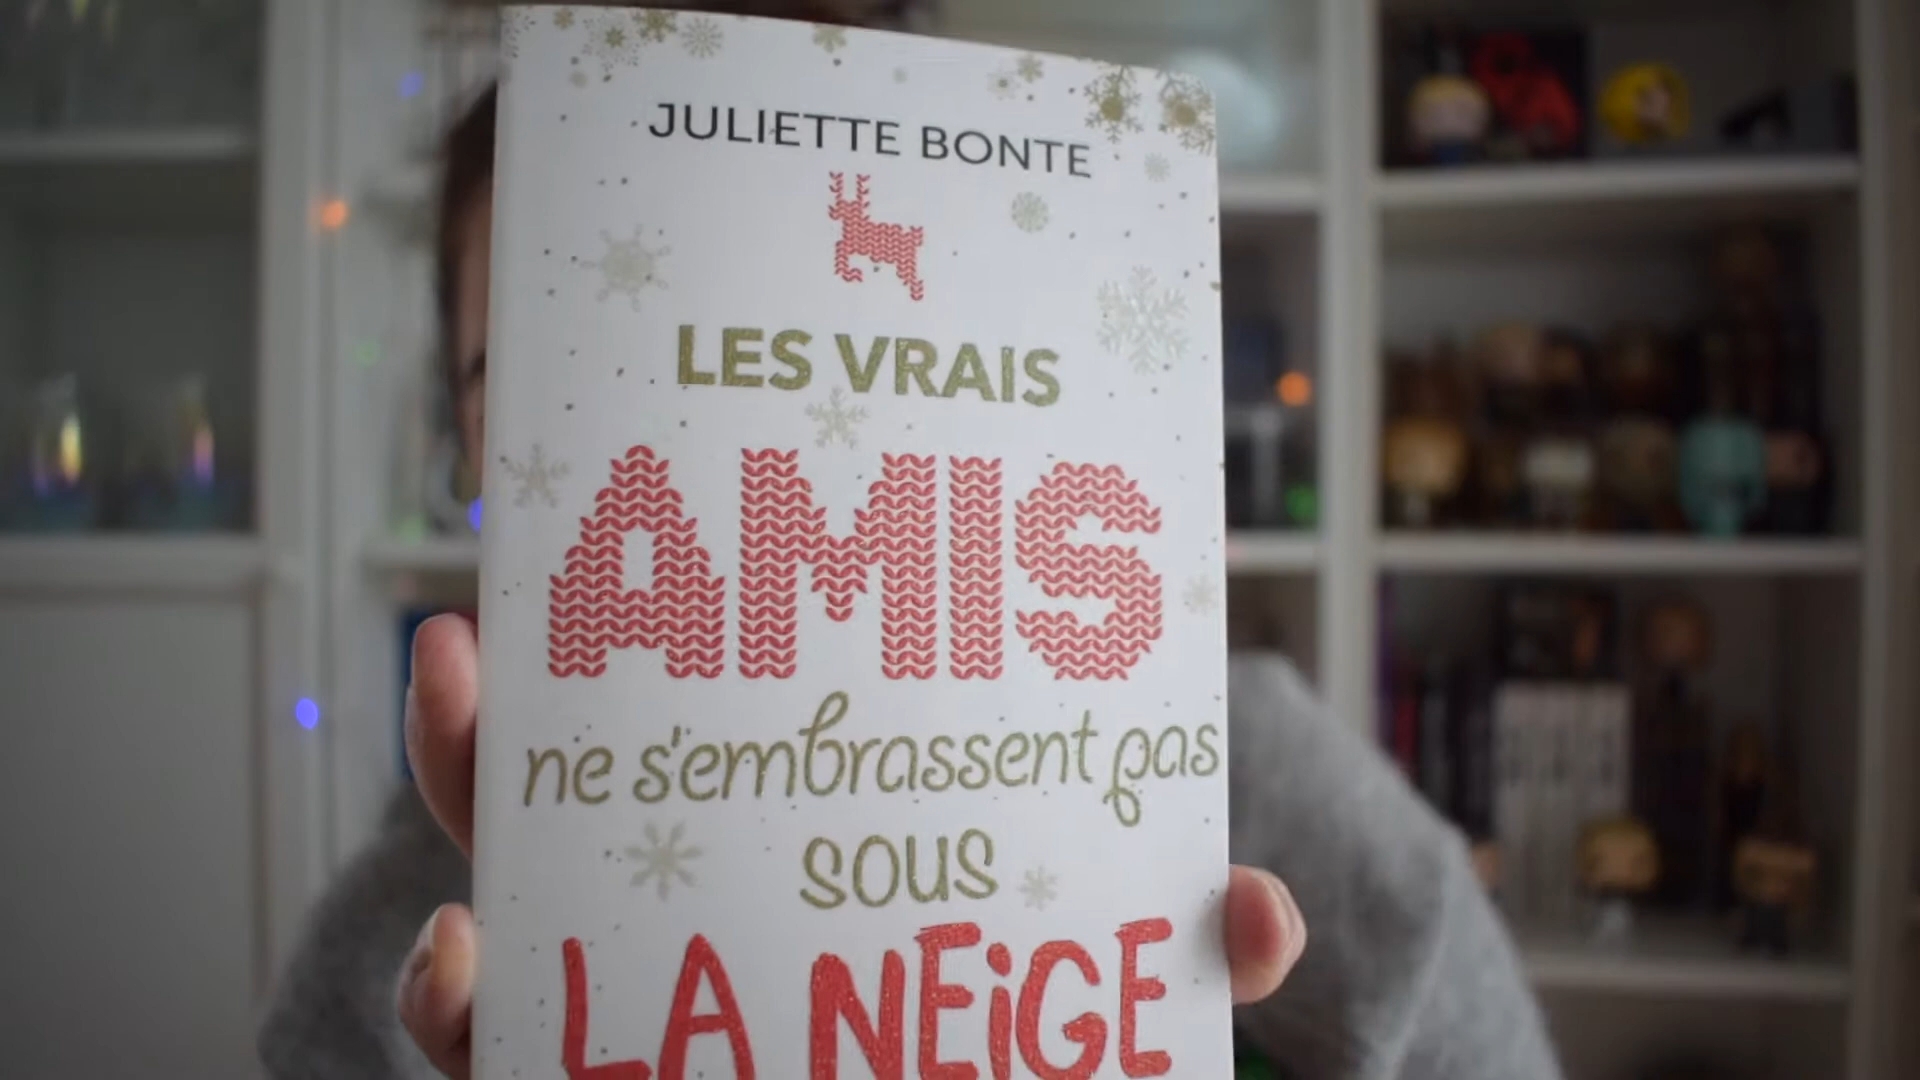 JULIETTE BONTE
LES VRAIS
AMIS
ne s'embrassent pas
sous
LA NEiGE